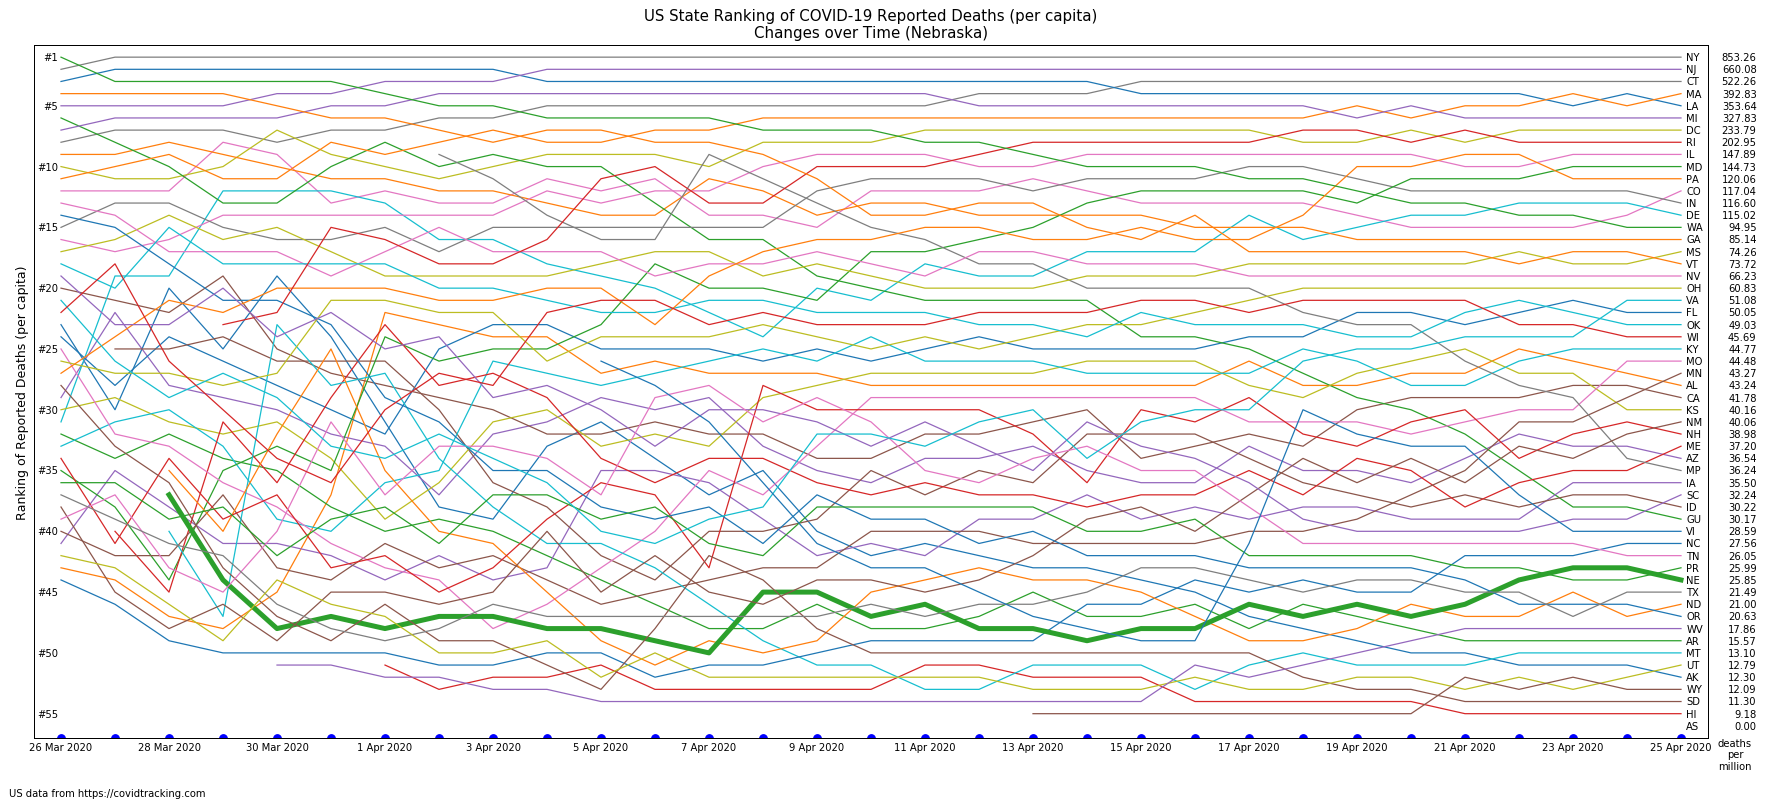 US State Ranking of COVID-19 Reported Deaths (per capita)
Changes over Time (Nebraska)
Ranking of Reported Deaths (per capita)
#1
#5
#10
#15
#20
#25
#30
#35
#40
#45
#50
#55
NY 853.26
NJ 660.08
CT 522.26
MA 392.83
LA 353.64
MI 327.83
DC 233.79
RI 202.95
IL 147.89
MD 144.73
PA 120.06
CO 117.04
IN 116.60
DE 115.02
WA 94.95
GA 85.14
MS 74.26
VT 73.72
NV 66.23
OH 60.83
VA 51.08
FL 50.05
OK 49.03
WI 45.69
KY 44.77
MO 44.48
MN 43.27
AL 43.24
CA 41.78
KS 40.16
NM 40.06
NH 38.98
ME 37.20
AZ 36.54
MP 36.24
IA 35.50
SC 32.24
ID 30.22
GU 30.17
VI 28.59
NC 27.56
TN 26.05
PR 25.99
NE 25.85
TX 21.49
ND 21.00
OR 20.63
WV 17.86
AR 15.57
MT 13.10
UT 12.79
AK 12.30
WY 12.09
SD 11.30
HI 9.18
AS 0.00
26 Mar 2020 28 Mar 2020 30 Mar 2020 1 Apr 2020 3 Apr 2020 5 Apr 2020 7 Apr 2020 9 Apr 2020 11 Apr 2020 13 Apr 2020 15 Apr 2020 17 Apr 2020 19 Apr 2020 21 Apr 2020 23 Apr 2020 25 Apr 2020
deaths
per
million
US data from https://covidtracking.com